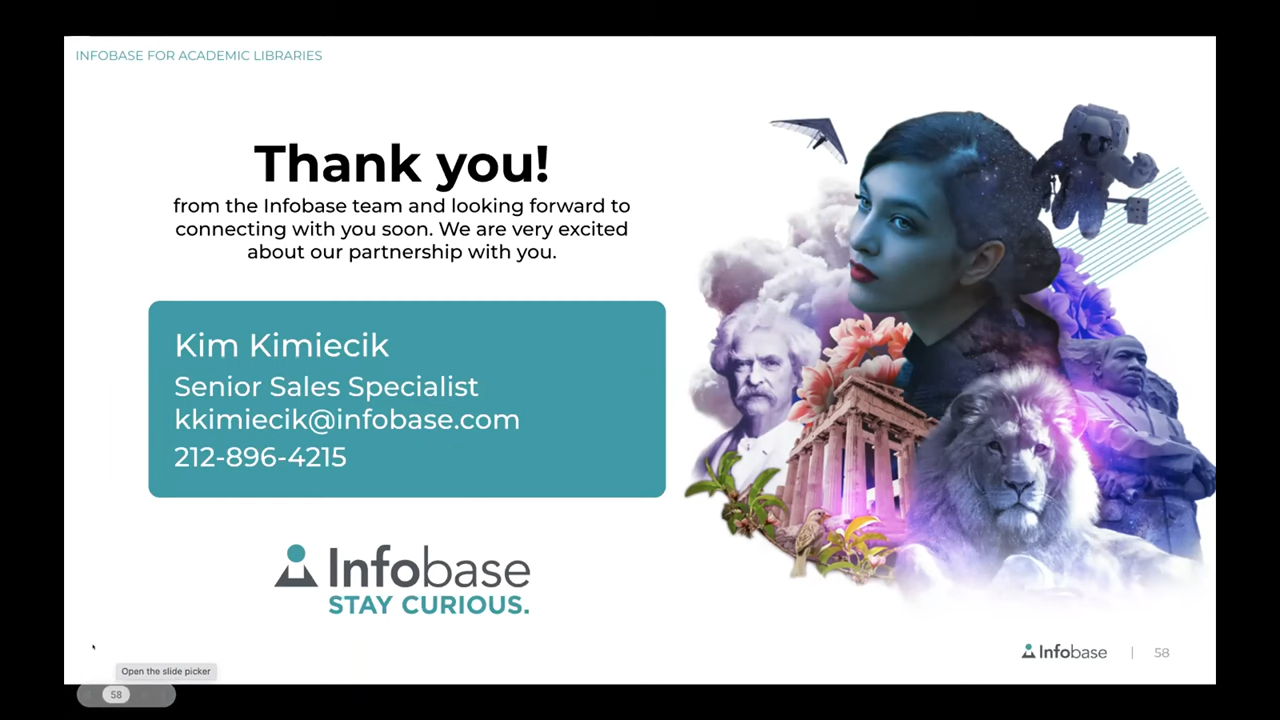 INFOBASE FOR ACADEMIC LIBRARIES
Thank you!
from the Infobase team and looking forward to
connecting with you soon. We are very excited
about our partnership with you.
Kim Kimiecik
Senior Sales Specialist
kkimiecik@infobase.com
212-896-4215
Infobase
STAY CURIOUS.
Infobase | 58
Open the slide picker
58